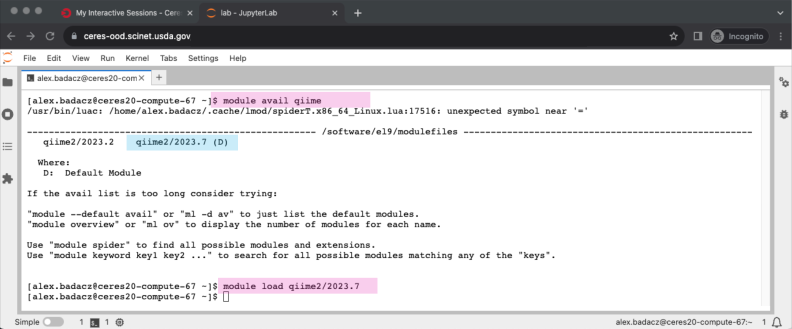 My Interactive Sessions - Cere
lab - JupyterLab
ceres-ood.scinet.usda.gov
Incognito
File Edit View Run Kernel Tabs Settings Help
alex.badacz@ceres20-com
[alex.badacz@ceres20-compute-67 ~]$ module avail qiime
/usr/bin/luac: /home/alex.badacz/.cache/lmod/spiderT.x86_64_Linux.lua:17516: unexpected symbol near '='
---------------------------------------------------- /software/el9/modulefiles ----------------------------------------------------
qiime2/2023.2 qiime2/2023.7 (D)
Where:
D: Default Module
If the avail list is too long consider trying:
"module --default avail" or "ml -d av" to just list the default modules.
"module overview" or "ml ov" to display the number of modules for each name.
Use "module spider" to find all possible modules and extensions.
Use "module keyword key1 key2 ..." to search for all possible modules matching any of the "keys".
[alex.badacz@ceres20-compute-67 ~]$ module load qiime2/2023.7
[alex.badacz@ceres20-compute-67 ~]$
Simple 1 1 alex.badacz@ceres20-compute-67:~ 1